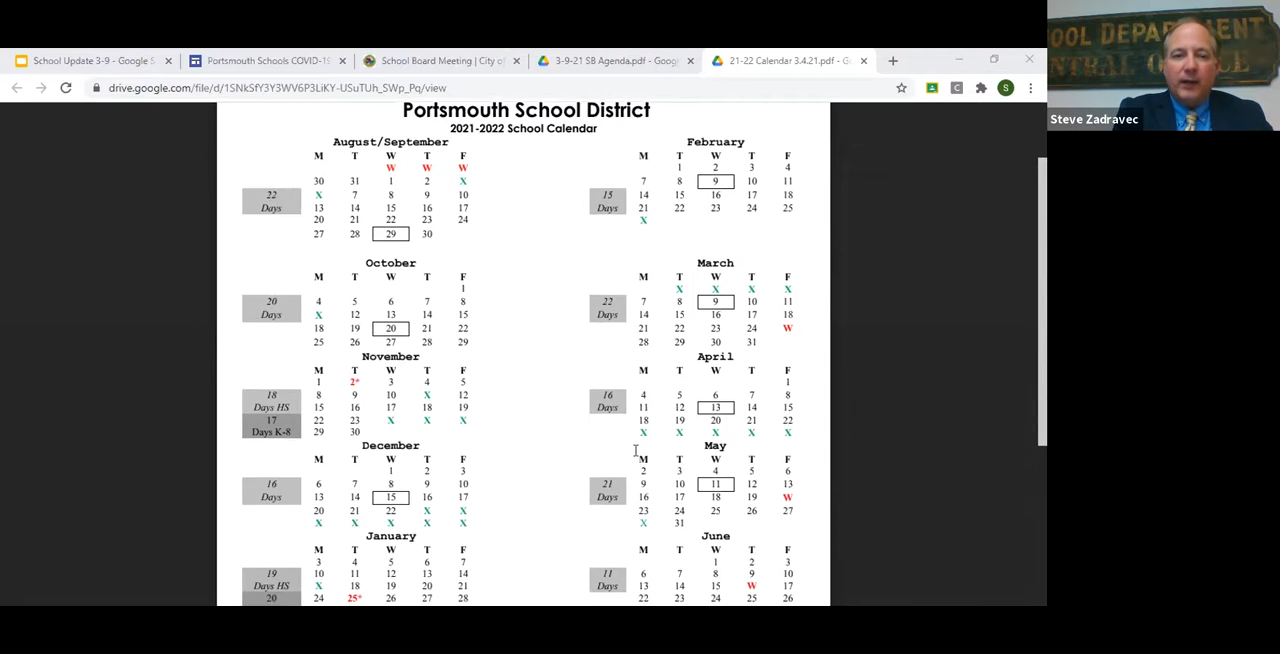 School Update 3-9 - Google S
Portsmouth Schools COVID-19
School Board Meeting | City of
3-9-21 SB Agenda.pdf - Goog
21-22 Calendar 3.4.21.pdf - G
drive.google.com/file/d/1SNkSfY3Y3WV6P3LiKY-USuTUh_SWp_Pq/view
S
OOL DEPARTMENT
NTRAL OFFICE
Steve Zadravec
Portsmouth School District
2021-2022 School Calendar
August/September
M T W T F
W W W
30 31 1 2 X
22 X 7 8 9 10
Days 13 14 15 16 17
20 21 22 23 24
27 28 29 30
October
M T W T F
1
20 4 5 6 7 8
Days X 12 13 14 15
18 19 20 21 22
25 26 27 28 29
November
M T W T F
1 2* 3 4 5
18 8 9 10 X 12
Days HS 15 16 17 18 19
17 22 23 X X X
Days K-8 29 30
December
M T W T F
1 2 3
16 6 7 8 9 10
Days 13 14 15 16 17
20 21 22 X X
X X X X X
January
M T W T F
3 4 5 6 7
19 10 11 12 13 14
Days HS X 18 19 20 21
20 24 25* 26 27 28
February
M T W T F
1 2 3 4
7 8 9 10 11
15 14 15 16 17 18
Days 21 22 23 24 25
X
March
M T W T F
X X X X
22 7 8 9 10 11
Days 14 15 16 17 18
21 22 23 24 W
28 29 30 31
April
M T W T F
1
16 4 5 6 7 8
Days 11 12 13 14 15
18 19 20 21 22
X X X X X
May
M T W T F
2 3 4 5 6
21 9 10 11 12 13
Days 16 17 18 19 W
23 24 25 26 27
X 31
June
M T W T F
1 2 3
11 6 7 8 9 10
Days 13 14 15 W 17
22 23 24 25 26